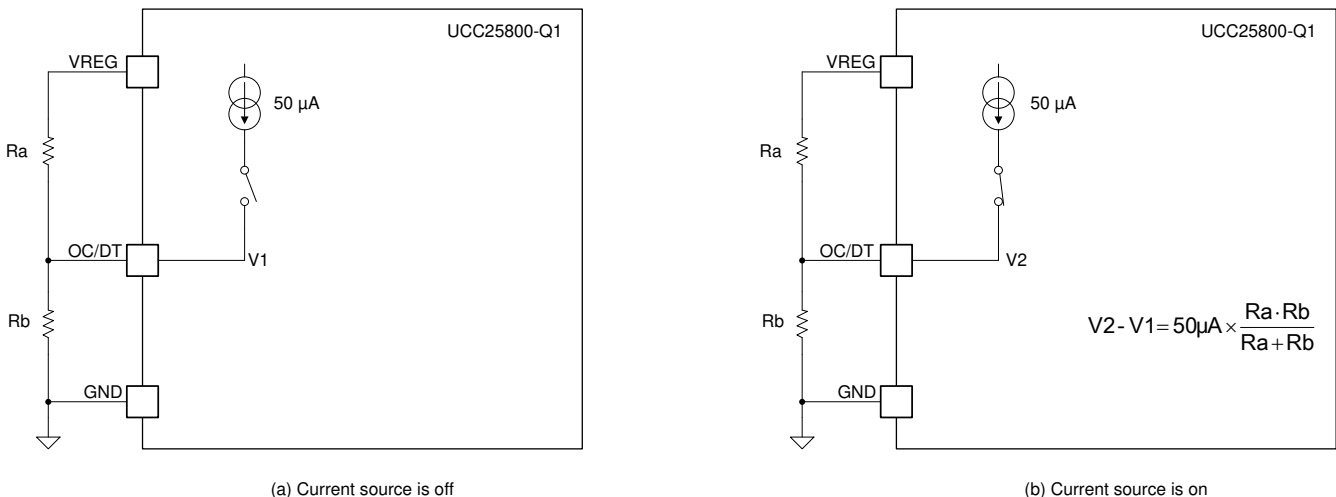 UCC25800-Q1
VREG
50 µA
Ra
OC/DT
V1
Rb
GND
(a) Current source is off
UCC25800-Q1
VREG
50 µA
Ra
OC/DT
V2
Rb
V2 - V1 = 50µA × Ra·Rb / Ra+Rb
GND
(b) Current source is on